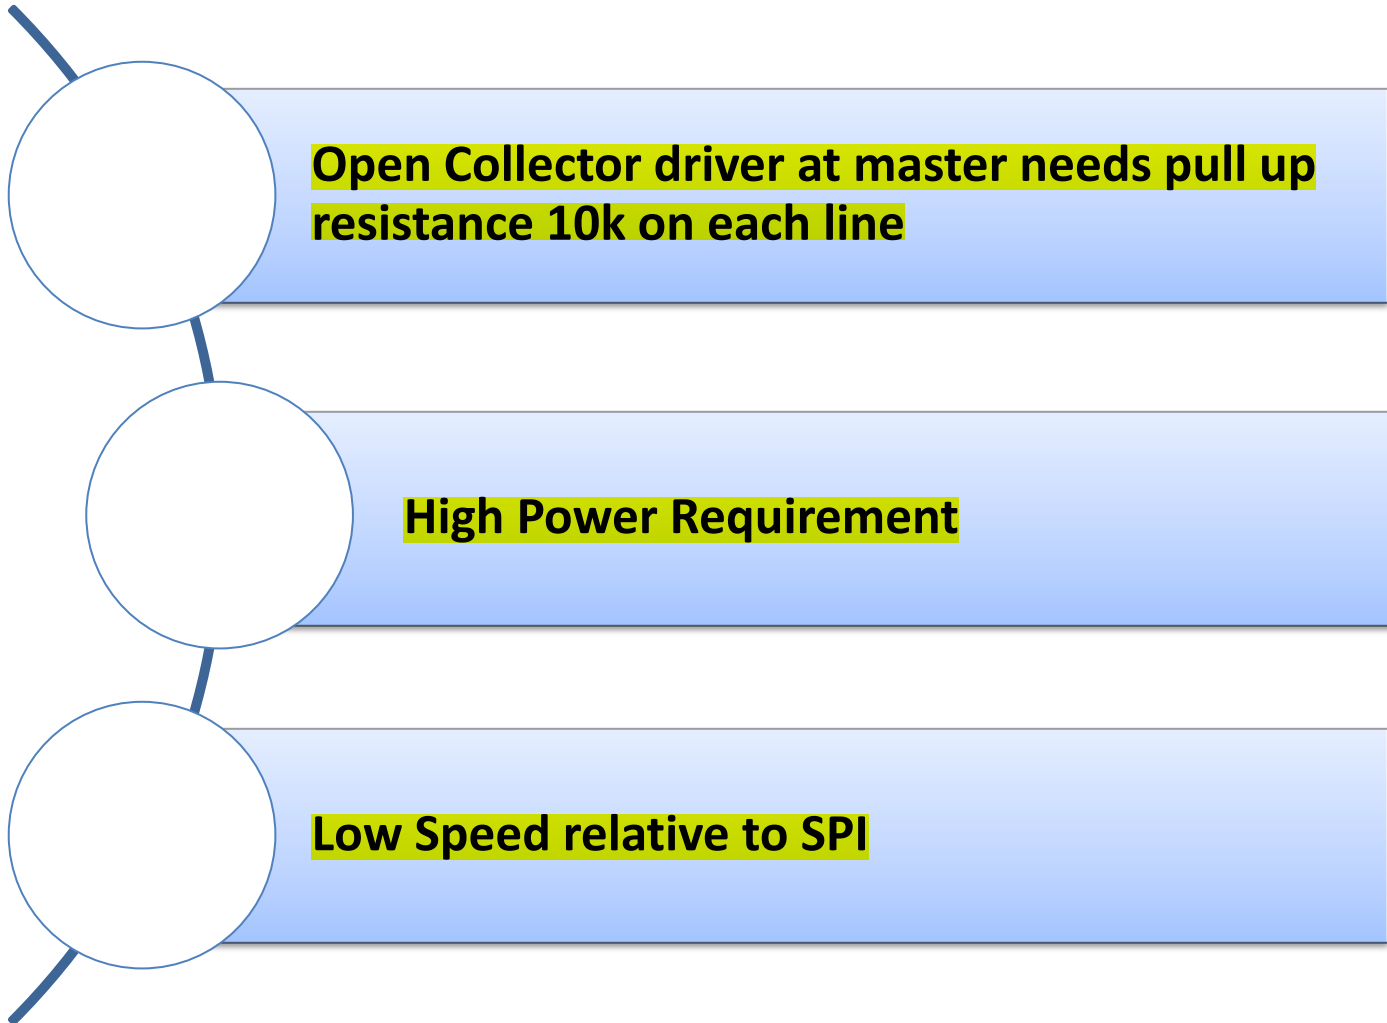 Open Collector driver at master needs pull up
resistance 10k on each line
High Power Requirement
Low Speed relative to SPI